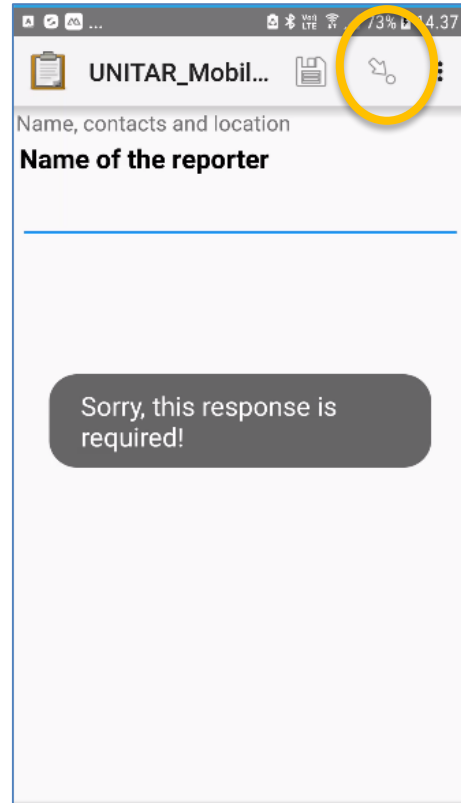 ... 73% 14.37
UNITAR_Mobil...
Name, contacts and location
Name of the reporter
Sorry, this response is
required!